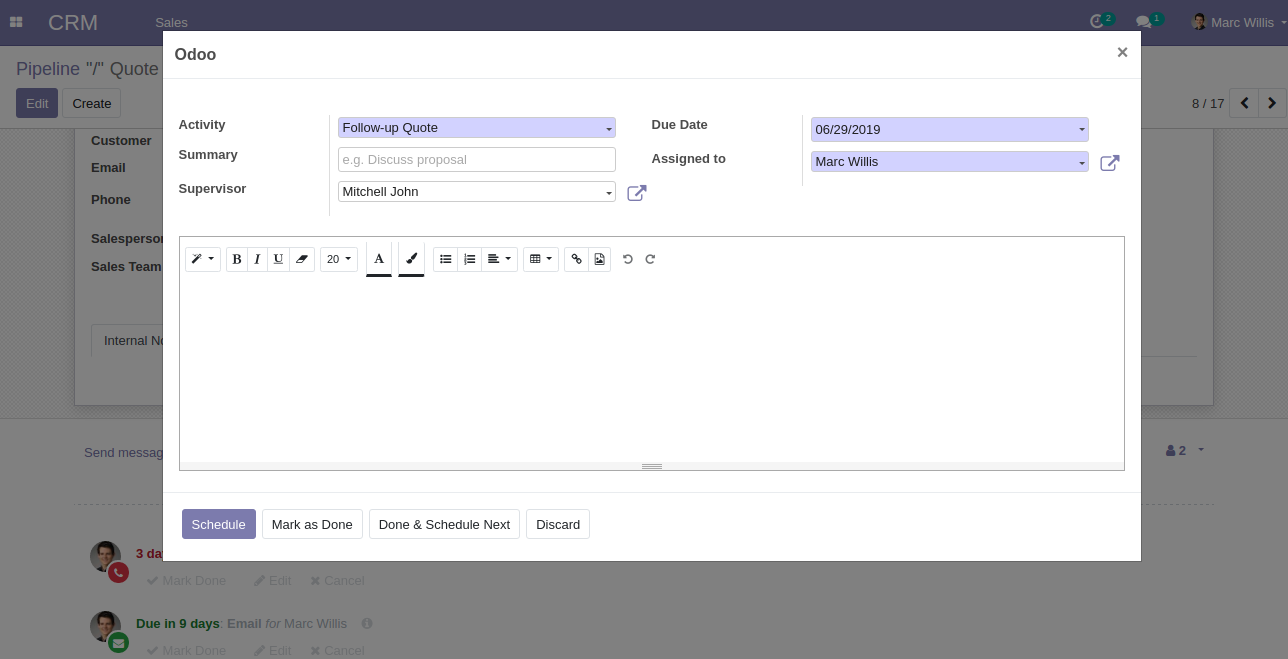 CRM Sales 2 1 Marc Willis
Odoo ×
Pipeline "/" Quote
Edit Create 8 / 17
Activity Follow-up Quote Due Date 06/29/2019
Customer
Summary e.g. Discuss proposal Assigned to Marc Willis
Email
Supervisor Mitchell John
Phone
Salesperson
B I U 20 A
Sales Team
Internal No
Send messag 2
Schedule Mark as Done Done & Schedule Next Discard
3 da
Mark Done Edit Cancel
Due in 9 days: Email for Marc Willis
Mark Done Edit Cancel